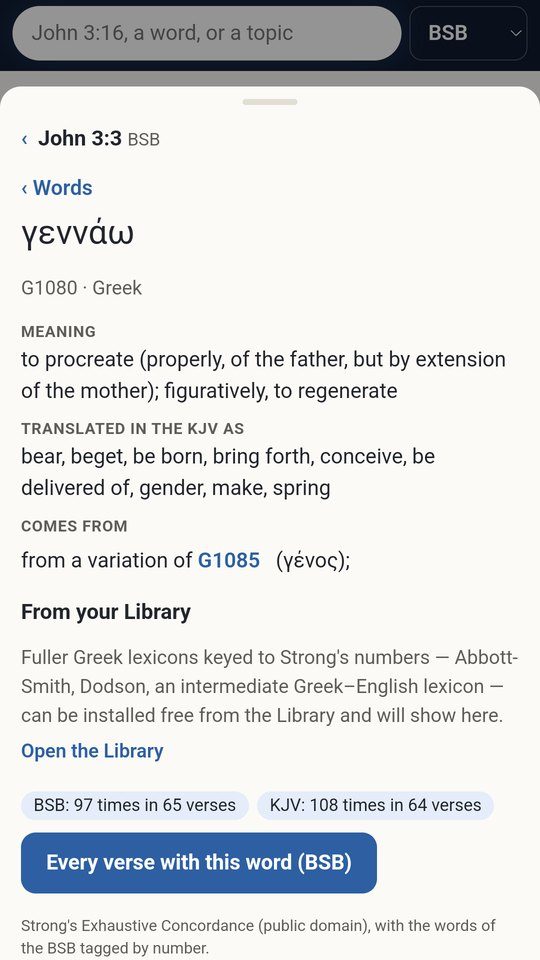 John 3:16, a word, or a topic
BSB
‹ John 3:3 BSB
‹ Words
γεννάω
G1080 · Greek
MEANING
to procreate (properly, of the father, but by extension
of the mother); figuratively, to regenerate
TRANSLATED IN THE KJV AS
bear, beget, be born, bring forth, conceive, be
delivered of, gender, make, spring
COMES FROM
from a variation of G1085 (γένος);
From your Library
Fuller Greek lexicons keyed to Strong's numbers — Abbott-
Smith, Dodson, an intermediate Greek–English lexicon —
can be installed free from the Library and will show here.
Open the Library
BSB: 97 times in 65 verses
KJV: 108 times in 64 verses
Every verse with this word (BSB)
Strong's Exhaustive Concordance (public domain), with the words of
the BSB tagged by number.